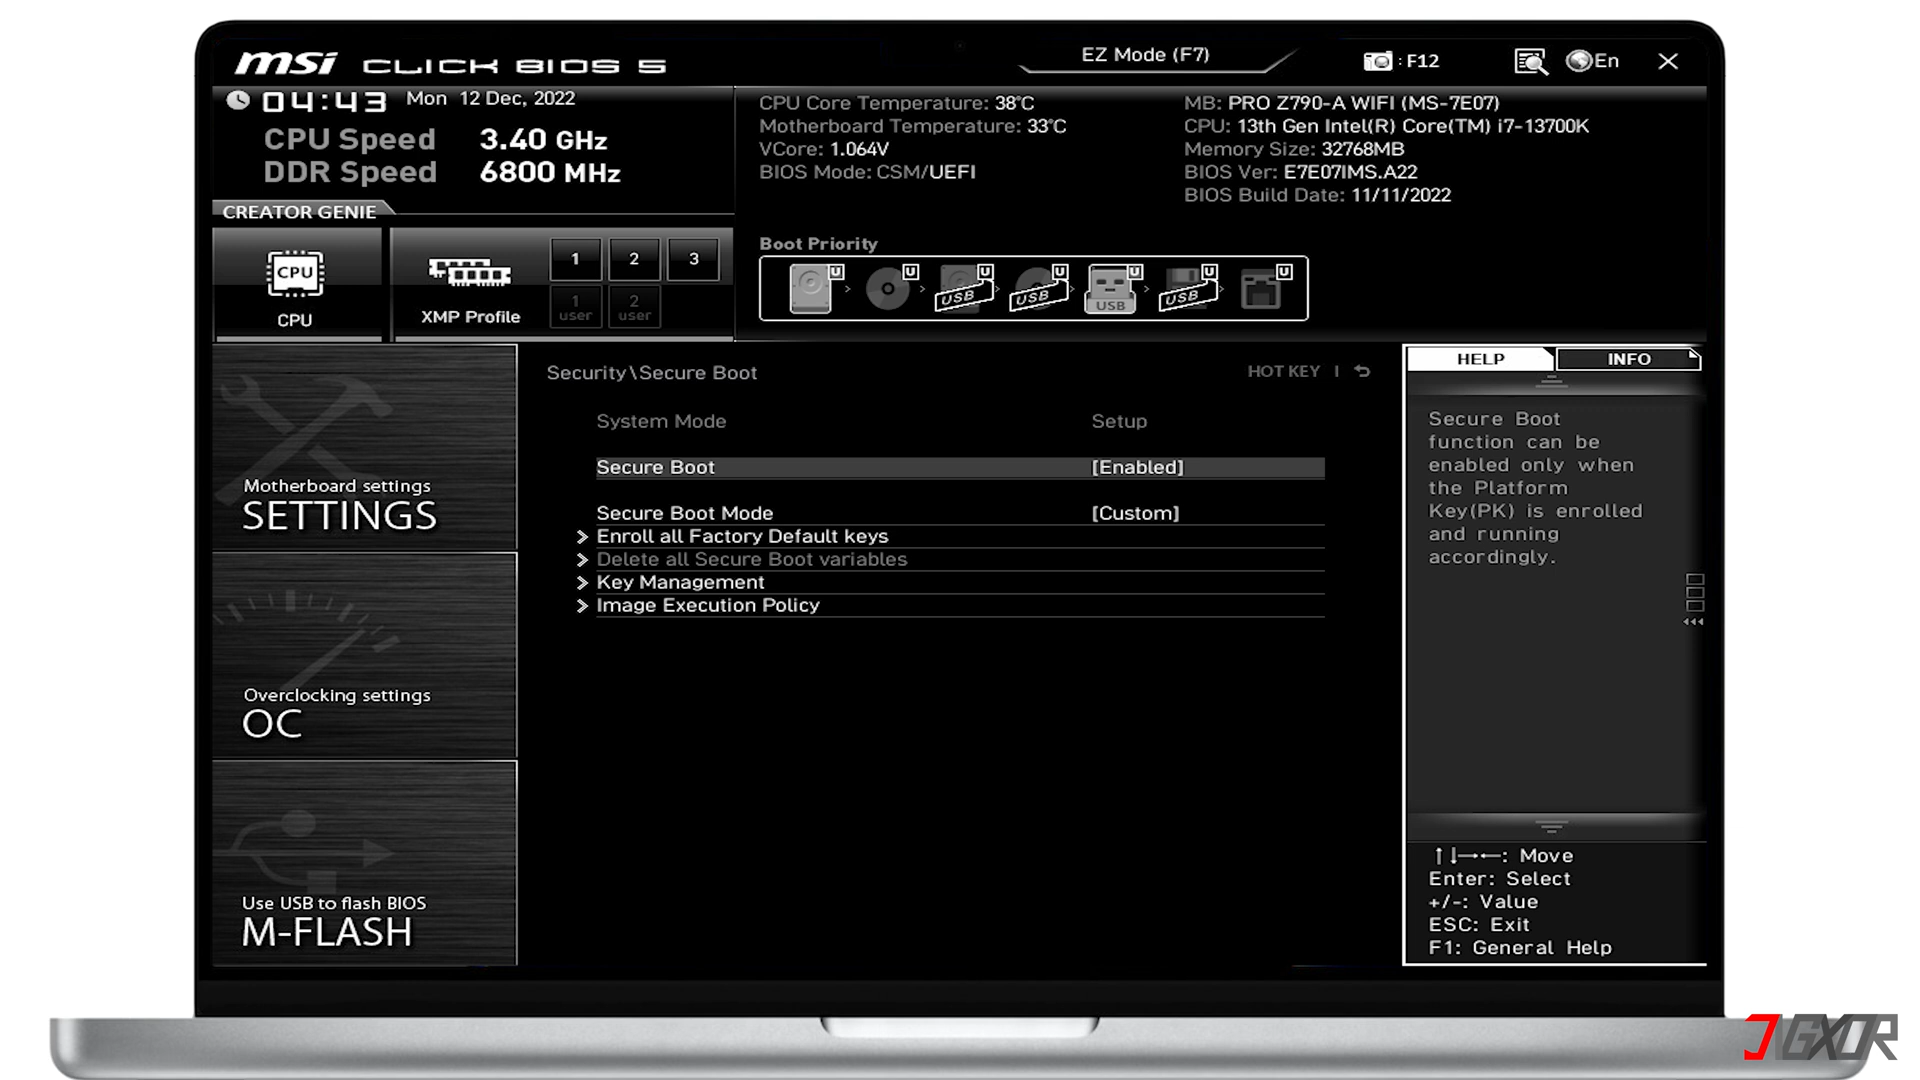 msi CLICK BIOS 5
EZ Mode (F7)
: F12
En
04:43 Mon 12 Dec, 2022
CPU Speed 3.40 GHz
DDR Speed 6800 MHz
CPU Core Temperature: 38°C
Motherboard Temperature: 33°C
VCore: 1.064V
BIOS Mode: CSM/UEFI
MB: PRO Z790-A WIFI (MS-7E07)
CPU: 13th Gen Intel(R) Core(TM) i7-13700K
Memory Size: 32768MB
BIOS Ver: E7E07IMS.A22
BIOS Build Date: 11/11/2022
CREATOR GENIE
CPU
CPU
XMP Profile
1 2 3
1 user 2 user
Boot Priority
U U U U U U U
USB USB USB USB
Motherboard settings
SETTINGS
Overclocking settings
OC
Use USB to flash BIOS
M-FLASH
Security\Secure Boot
HOT KEY |
System Mode Setup
Secure Boot [Enabled]
Secure Boot Mode [Custom]
> Enroll all Factory Default keys
> Delete all Secure Boot variables
> Key Management
> Image Execution Policy
HELP INFO
Secure Boot
function can be
enabled only when
the Platform
Key(PK) is enrolled
and running
accordingly.
↑↓→←: Move
Enter: Select
+/-: Value
ESC: Exit
F1: General Help
JIGXOR